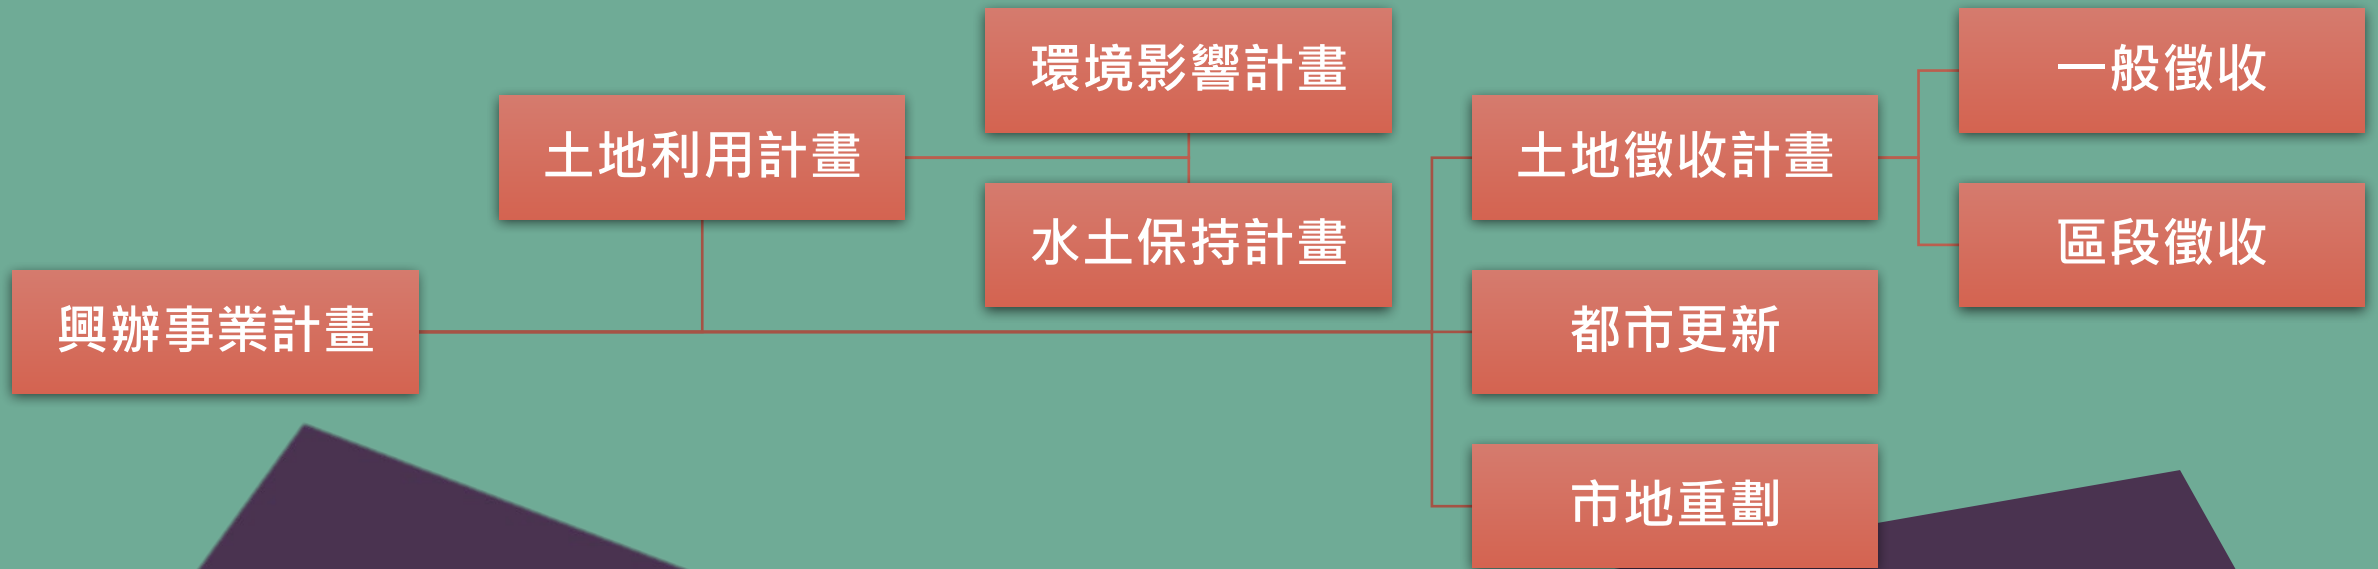 興辦事業計畫
土地利用計畫
環境影響計畫
水土保持計畫
土地徵收計畫
一般徵收
區段徵收
都市更新
市地重劃